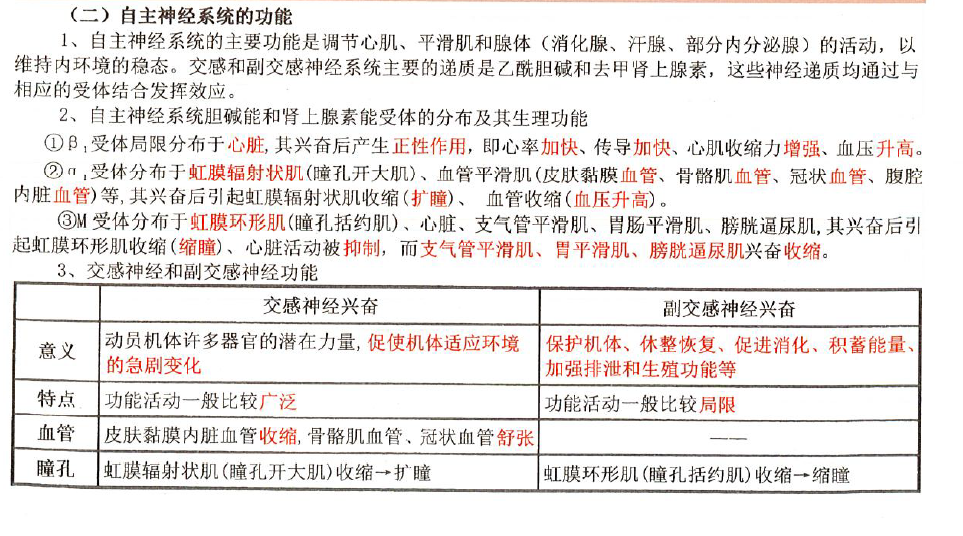 （二）自主神经系统的功能
1、自主神经系统的主要功能是调节心肌、平滑肌和腺体（消化腺、汗腺、部分内分泌腺）的活动，以
维持内环境的稳态。交感和副交感神经系统主要的递质是乙酰胆碱和去甲肾上腺素，这些神经递质均通过与
相应的受体结合发挥效应。
2、自主神经系统胆碱能和肾上腺素能受体的分布及其生理功能
①β₁受体局限分布于心脏,其兴奋后产生正性作用，即心率加快、传导加快、心肌收缩力增强、血压升高。
②α₁受体分布于虹膜辐射状肌(瞳孔开大肌)、血管平滑肌(皮肤黏膜血管、骨骼肌血管、冠状血管、腹腔
内脏血管)等,其兴奋后引起虹膜辐射状肌收缩(扩瞳)、 血管收缩(血压升高)。
③M受体分布于虹膜环形肌(瞳孔括约肌)、心脏、支气管平滑肌、胃肠平滑肌、膀胱逼尿肌,其兴奋后引
起虹膜环形肌收缩(缩瞳)、心脏活动被抑制，而支气管平滑肌、胃平滑肌、膀胱逼尿肌兴奋收缩。
3、交感神经和副交感神经功能
交感神经兴奋 副交感神经兴奋
意义 动员机体许多器官的潜在力量,促使机体适应环境 保护机体、休整恢复、促进消化、积蓄能量、
的急剧变化 加强排泄和生殖功能等
特点 功能活动一般比较广泛 功能活动一般比较局限
血管 皮肤黏膜内脏血管收缩,骨骼肌血管、冠状血管舒张 ——
瞳孔 虹膜辐射状肌(瞳孔开大肌)收缩→扩瞳 虹膜环形肌(瞳孔括约肌)收缩→缩瞳